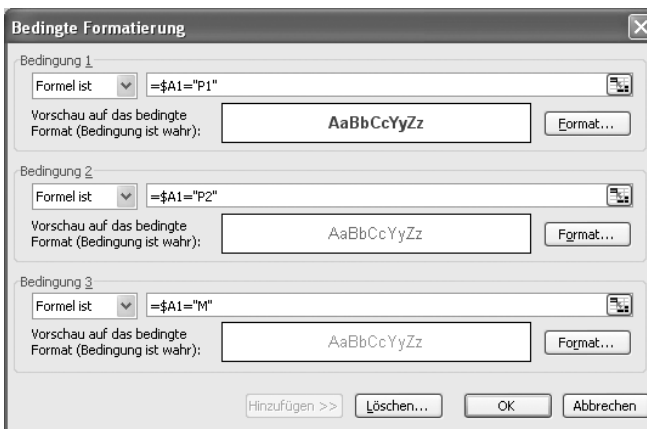 Bedingte Formatierung
Bedingung 1
Formel ist =$A1="P1"
Vorschau auf das bedingte
Format (Bedingung ist wahr): AaBbCcYyZz Format...
Bedingung 2
Formel ist =$A1="P2"
Vorschau auf das bedingte
Format (Bedingung ist wahr): AaBbCcYyZz Format...
Bedingung 3
Formel ist =$A1="M"
Vorschau auf das bedingte
Format (Bedingung ist wahr): AaBbCcYyZz Format...
Hinzufügen >> Löschen... OK Abbrechen